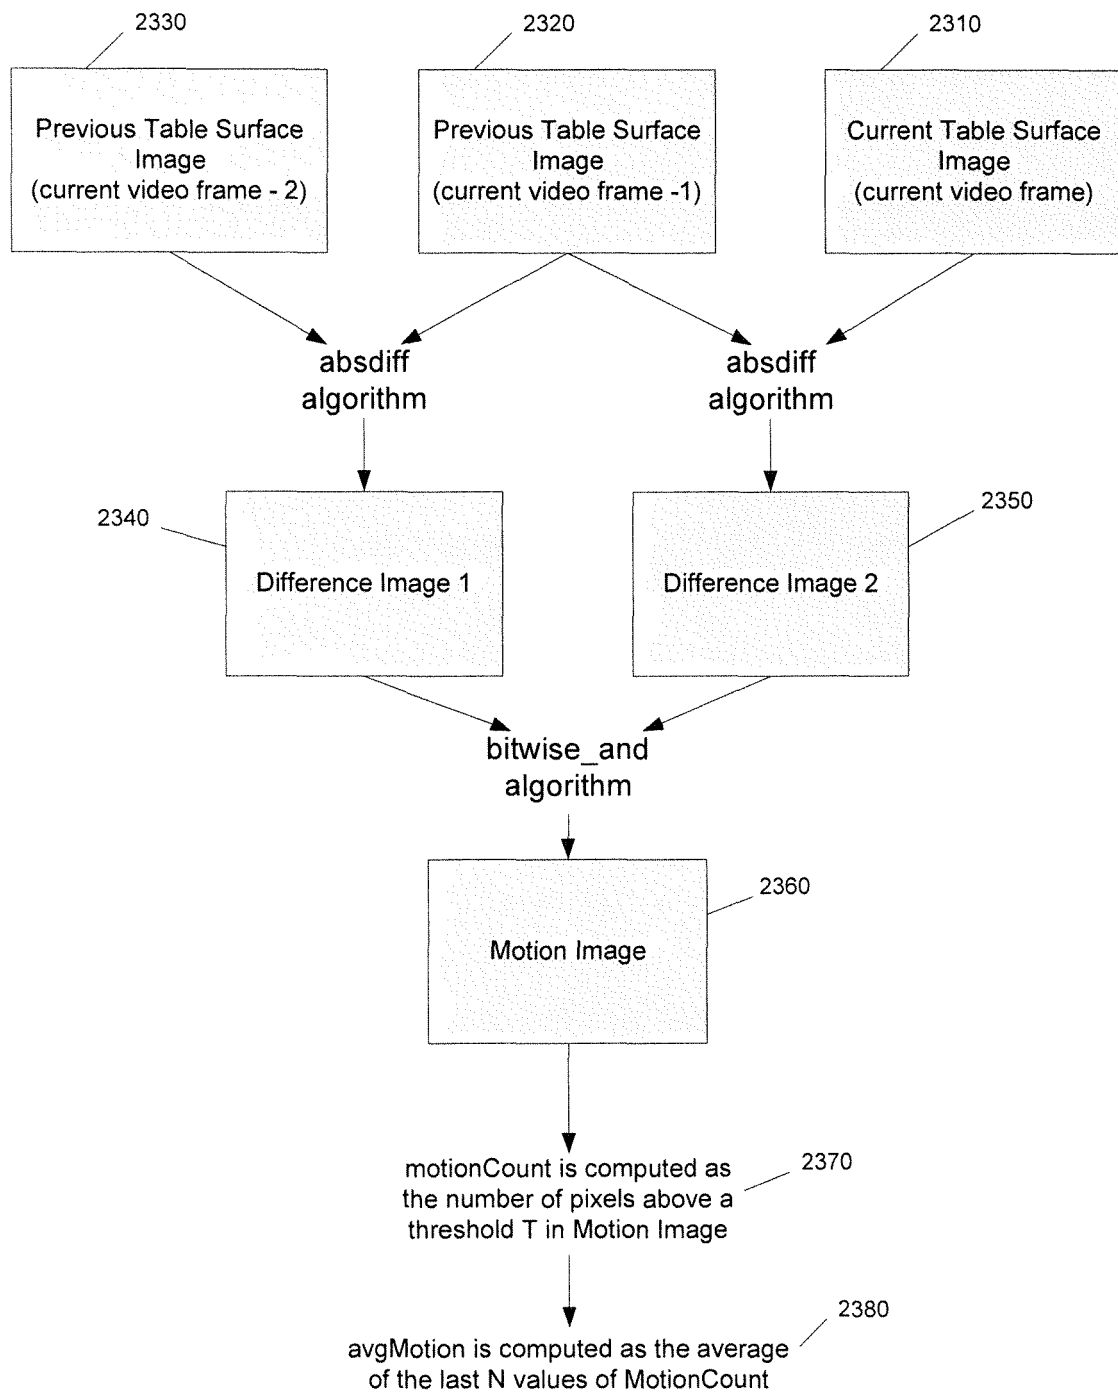 2330
2320
2310
Previous Table Surface
Image
(current video frame - 2)
Previous Table Surface
Image
(current video frame -1)
Current Table Surface
Image
(current video frame)
absdiff
algorithm
absdiff
algorithm
2340
Difference Image 1
2350
Difference Image 2
bitwise_and
algorithm
2360
Motion Image
motionCount is computed as
the number of pixels above a
threshold T in Motion Image
2370
avgMotion is computed as the average
of the last N values of MotionCount
2380